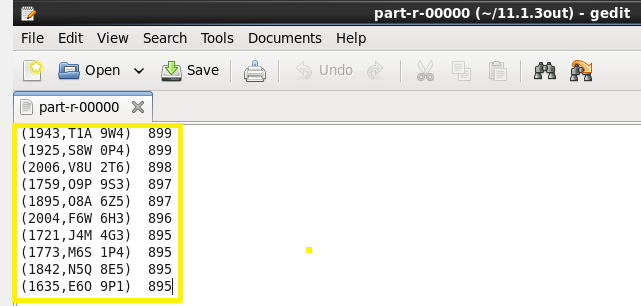 part-r-00000 (~/11.1.3out) - gedit
File Edit View Search Tools Documents Help
Open Save Undo
part-r-00000
(1943,T1A 9W4) 899
(1925,S8W 0P4) 899
(2006,V8U 2T6) 898
(1759,O9P 9S3) 897
(1895,O8A 6Z5) 897
(2004,F6W 6H3) 896
(1721,J4M 4G3) 895
(1773,M6S 1P4) 895
(1842,N5Q 8E5) 895
(1635,E6O 9P1) 895